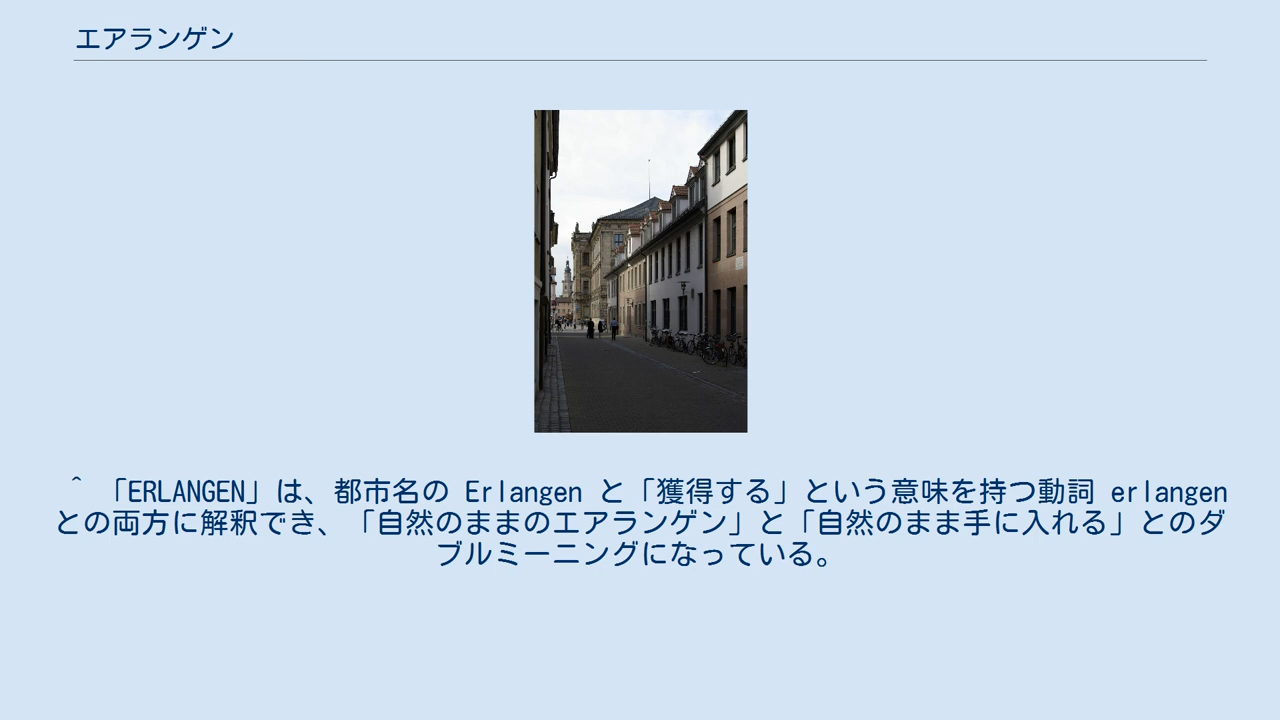 エアランゲン
^ 「ERLANGEN」は、都市名の Erlangen と「獲得する」という意味を持つ動詞 erlangen
との両方に解釈でき、「自然のままのエアランゲン」と「自然のまま手に入れる」とのダ
ブルミーニングになっている。